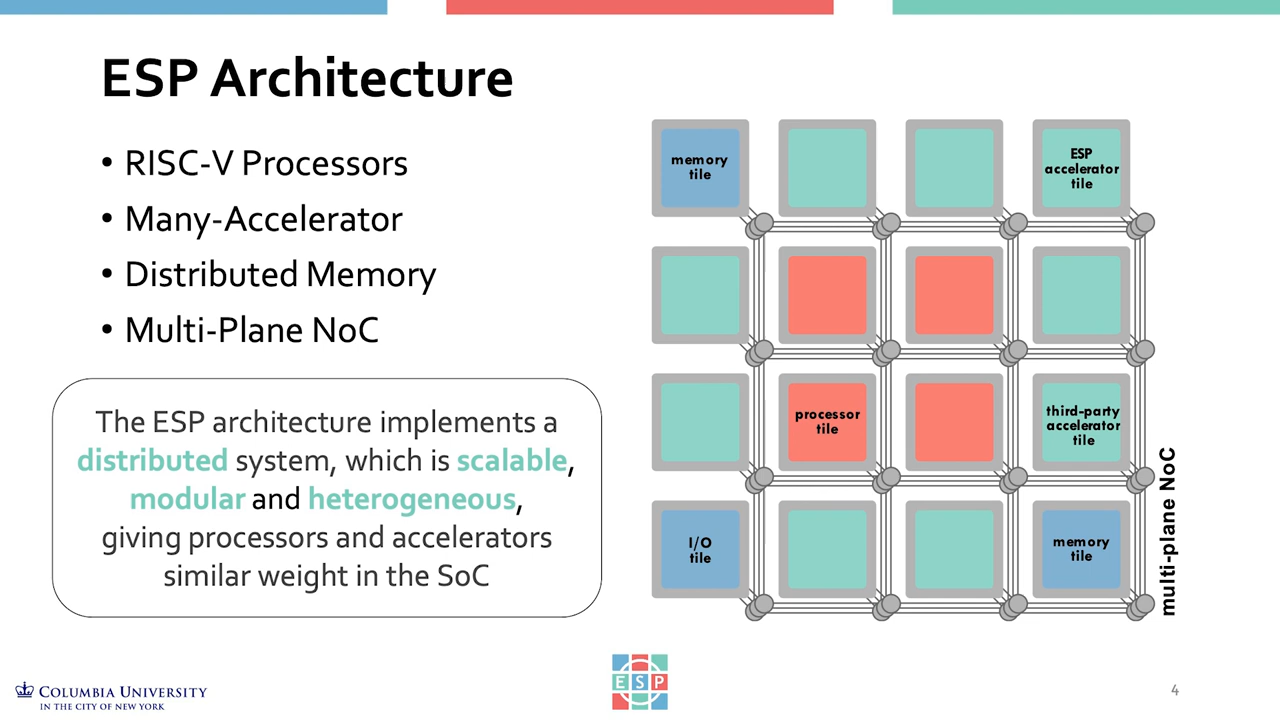 ESP Architecture
• RISC-V Processors
• Many-Accelerator
• Distributed Memory
• Multi-Plane NoC
The ESP architecture implements a
distributed system, which is scalable,
modular and heterogeneous,
giving processors and accelerators
similar weight in the SoC
memory
tile
ESP
accelerator
tile
processor
tile
third-party
accelerator
tile
I/O
tile
memory
tile
multi-plane NoC
COLUMBIA UNIVERSITY
IN THE CITY OF NEW YORK
ESP
4